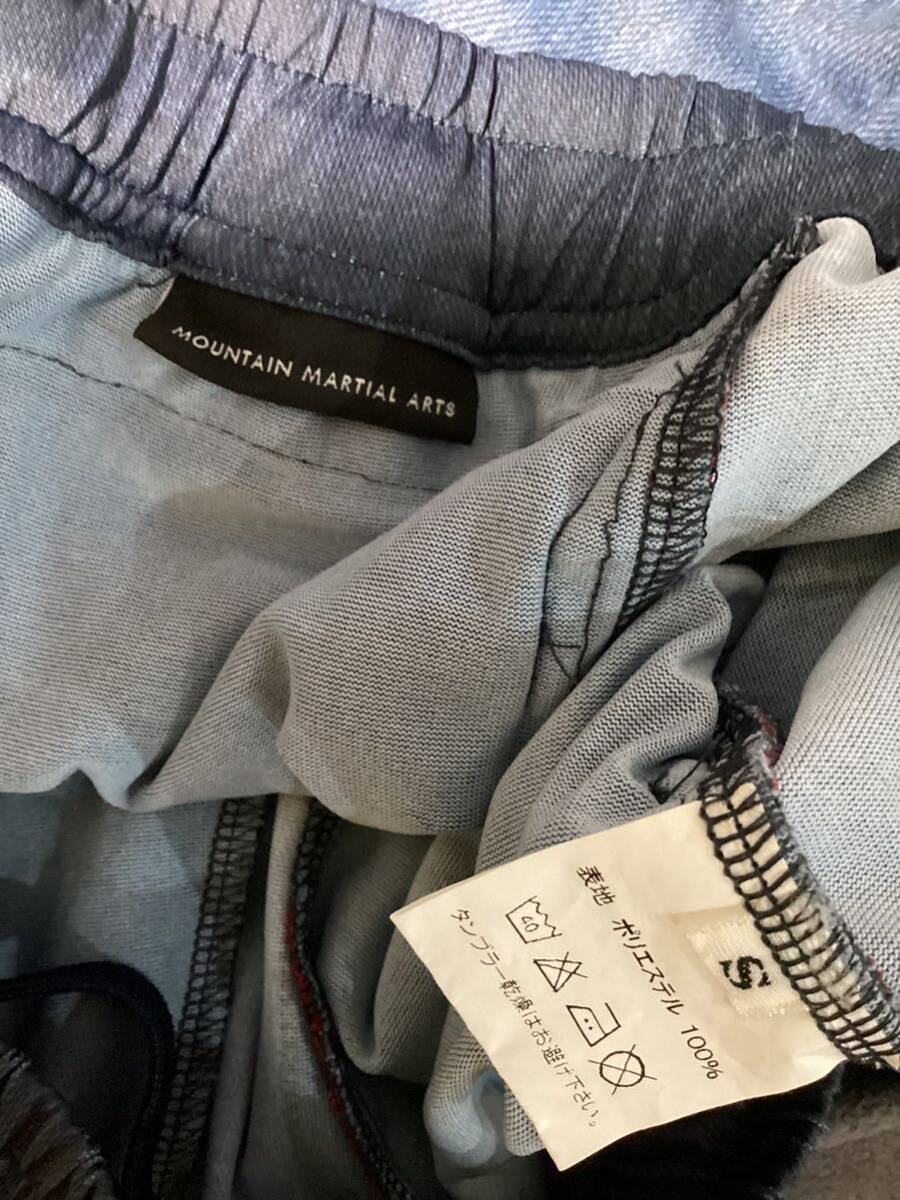 MOUNTAIN MARTIAL ARTS
表地 ポリエステル 100%
40
タンブラー乾燥はお避け下さい。
S